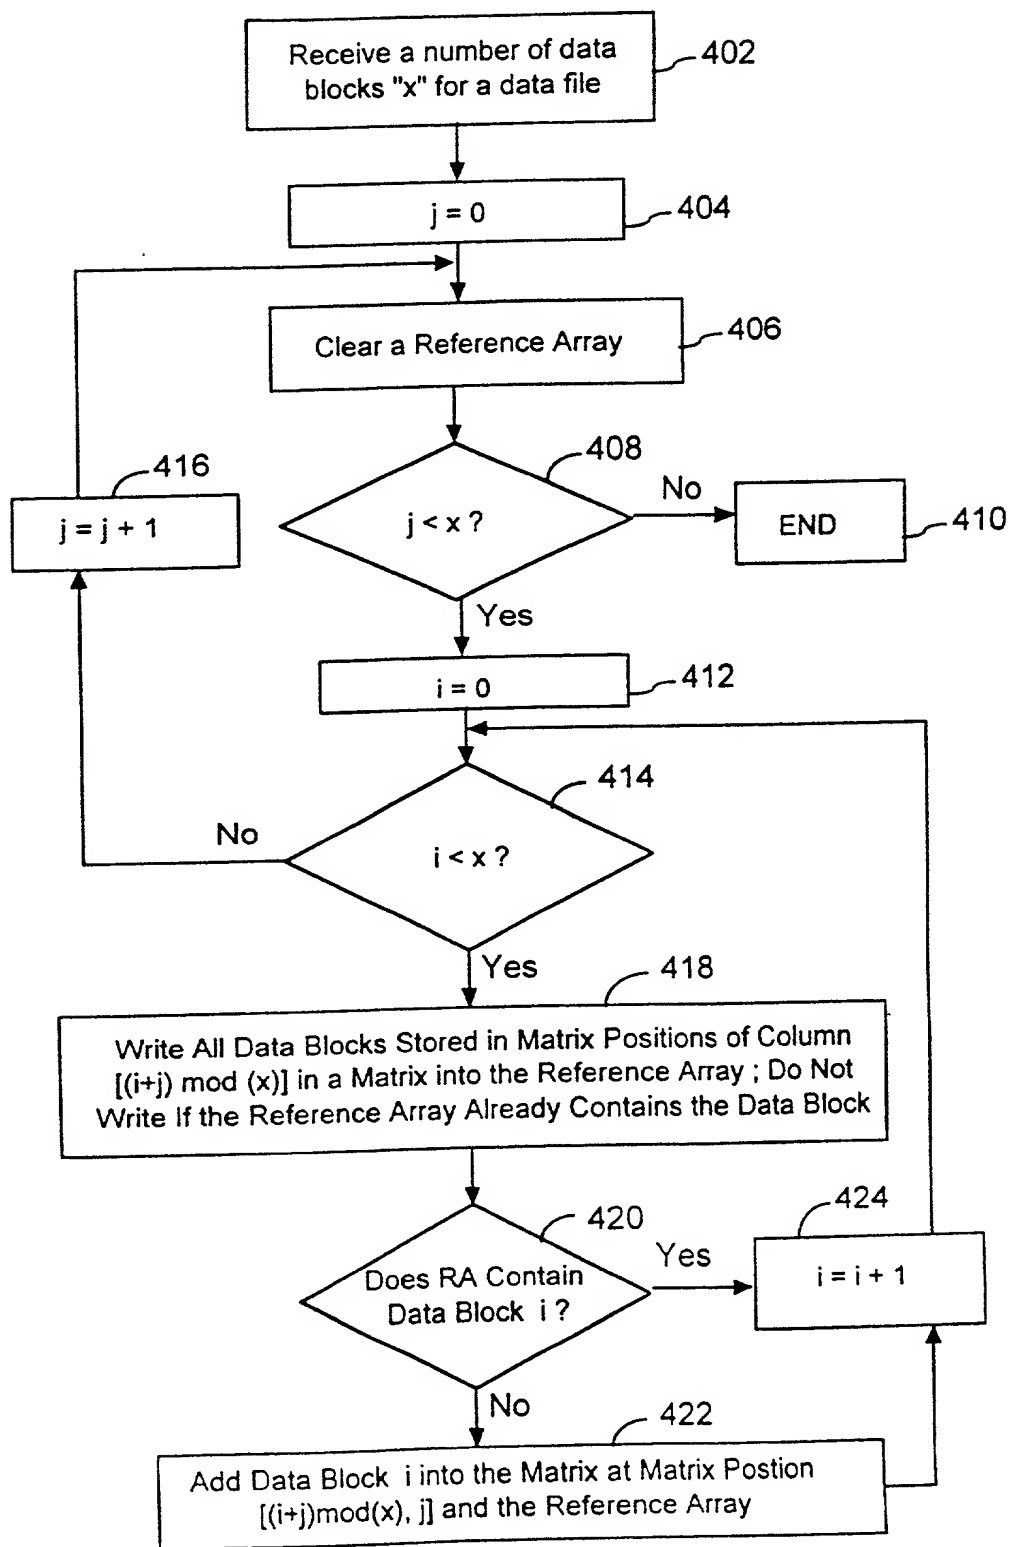 Receive a number of data
blocks "x" for a data file
402
j = 0
404
Clear a Reference Array
406
416
j = j + 1
408
j < x ?
No
END
410
Yes
i = 0
412
414
No
i < x ?
Yes
418
Write All Data Blocks Stored in Matrix Positions of Column
[(i+j) mod (x)] in a Matrix into the Reference Array ; Do Not
Write If the Reference Array Already Contains the Data Block
420
424
Does RA Contain
Data Block i ?
Yes
i = i + 1
No
422
Add Data Block i into the Matrix at Matrix Postion
[(i+j)mod(x), j] and the Reference Array